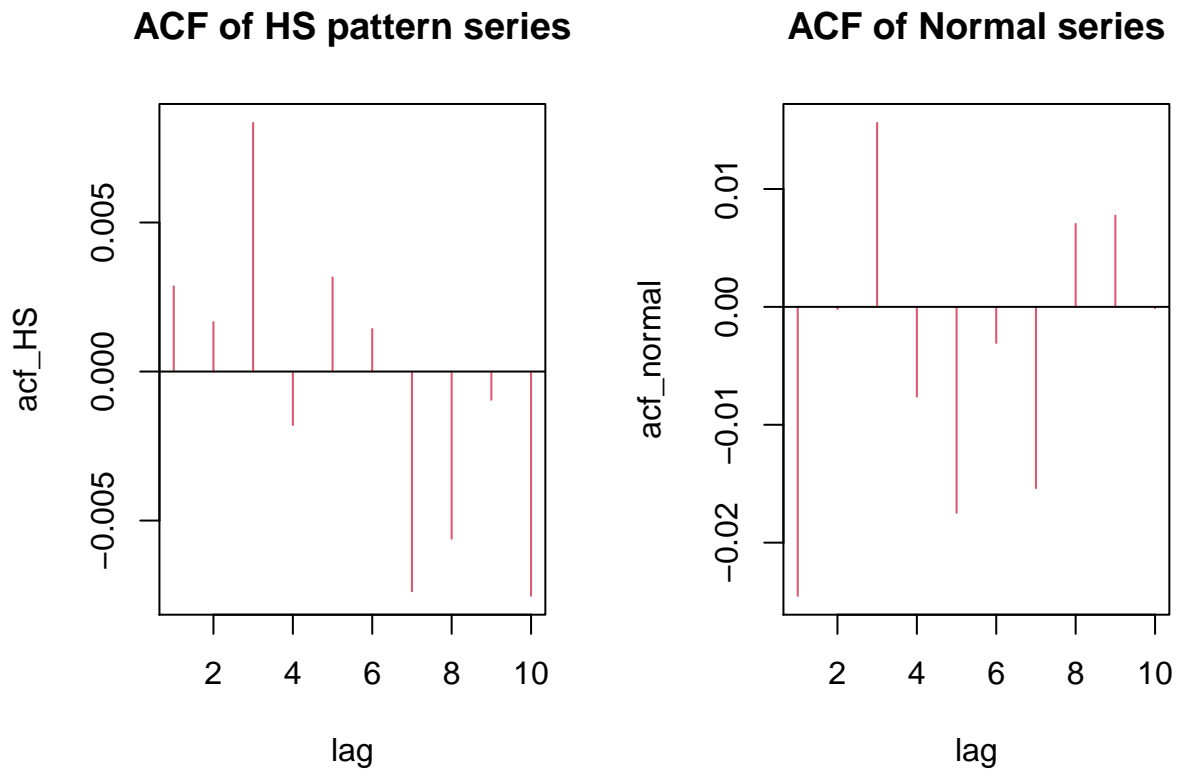 ACF of HS pattern series
acf_HS
0.005
0.000
−0.005
2 4 6 8 10
lag
ACF of Normal series
acf_normal
0.01
0.00
−0.01
−0.02
2 4 6 8 10
lag